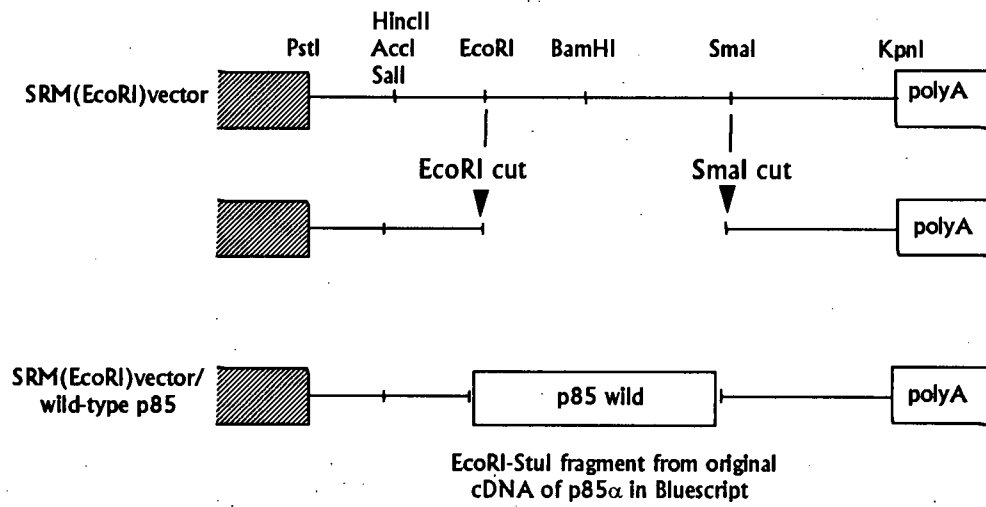 HincII
PstI AccI EcoRI BamHI SmaI KpnI
SalI
SRM(EcoRI)vector polyA
EcoRI cut SmaI cut
polyA
SRM(EcoRI)vector/
wild-type p85
p85 wild polyA
EcoRI-StuI fragment from original
cDNA of p85α in Bluescript